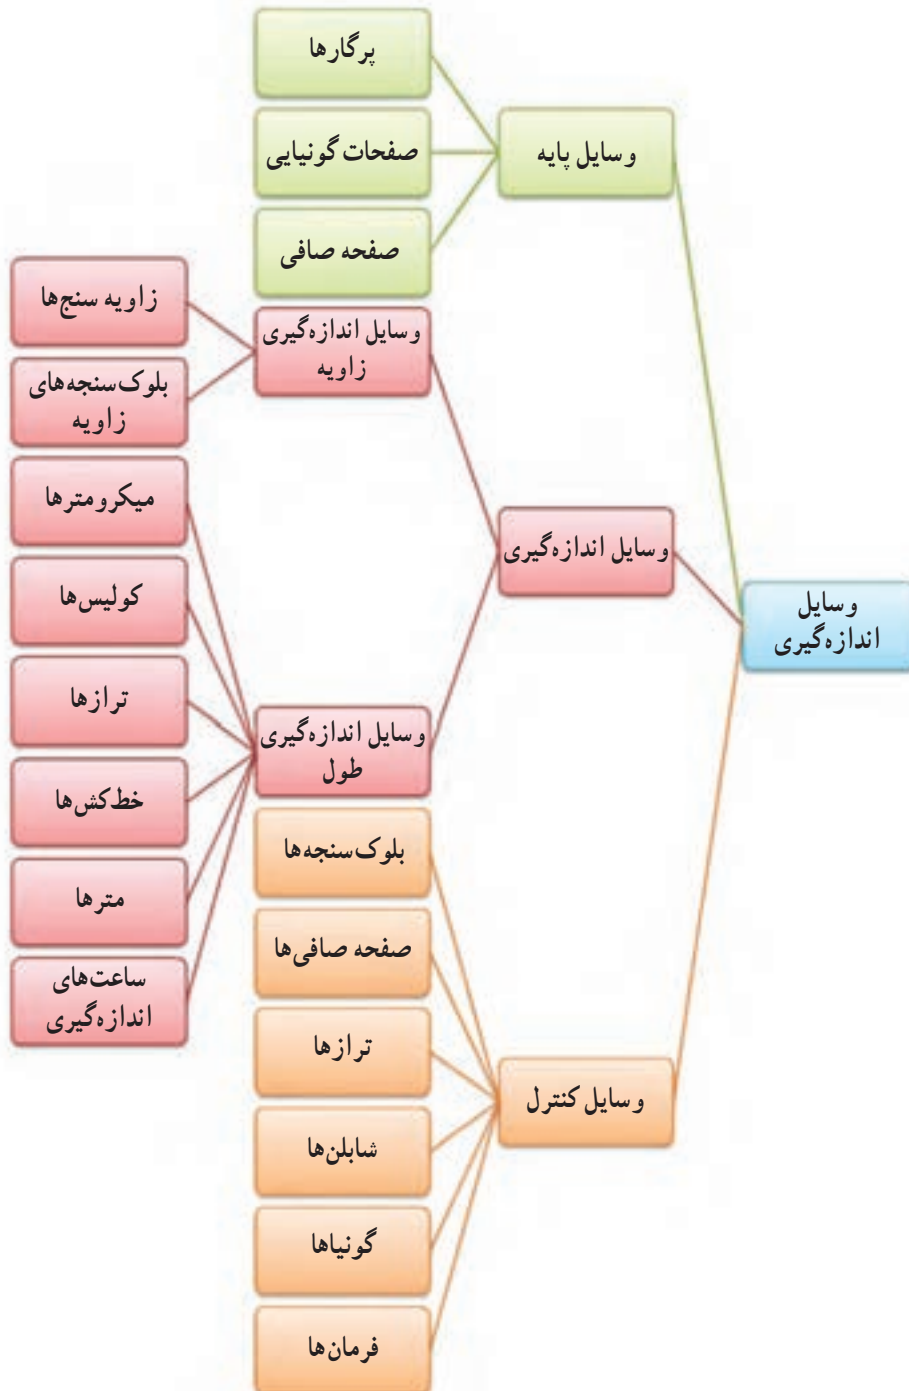 وسایل
اندازه‌گیری
وسایل پایه
پرگارها
صفحات گونیایی
صفحه صافی
وسایل اندازه‌گیری
وسایل اندازه‌گیری
زاویه
زاویه سنج‌ها
بلوک‌سنجه‌های
زاویه
وسایل اندازه‌گیری
طول
میکرومترها
کولیس‌ها
ترازها
خط‌کش‌ها
مترها
ساعت‌های
اندازه‌گیری
وسایل کنترل
بلوک‌سنجه‌ها
صفحه صافی‌ها
ترازها
شابلن‌ها
گونیاها
فرمان‌ها